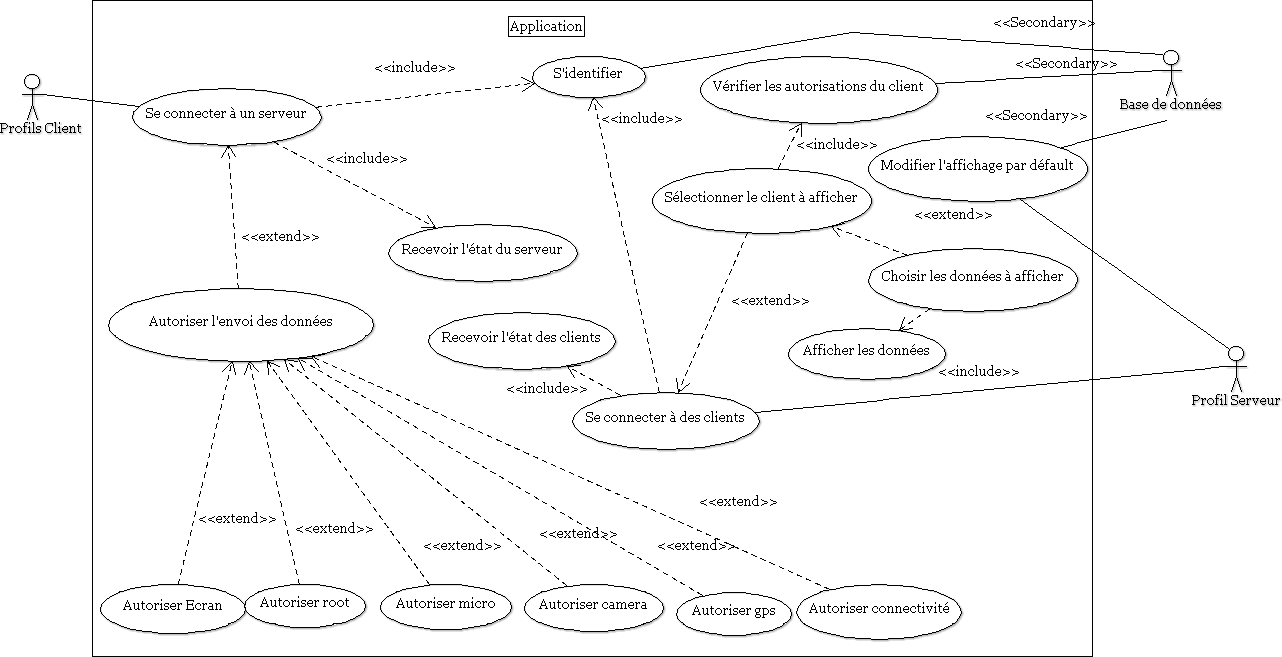 Application
<<Secondary>>
<<include>>
S'identifier
<<Secondary>>
Vérifier les autorisations du client
Base de données
Profils Client
Se connecter à un serveur
<<include>>
<<Secondary>>
<<include>>
<<include>>
Modifier l'affichage par défault
Sélectionner le client à afficher
<<extend>>
<<extend>>
Recevoir l'état du serveur
Choisir les données à afficher
<<extend>>
Autoriser l'envoi des données
Recevoir l'état des clients
Afficher les données
<<include>>
<<include>>
Profil Serveur
Se connecter à des clients
<<extend>>
<<extend>>
<<extend>>
<<extend>>
<<extend>>
<<extend>>
Autoriser Ecran
Autoriser root
Autoriser micro
Autoriser camera
Autoriser gps
Autoriser connectivité